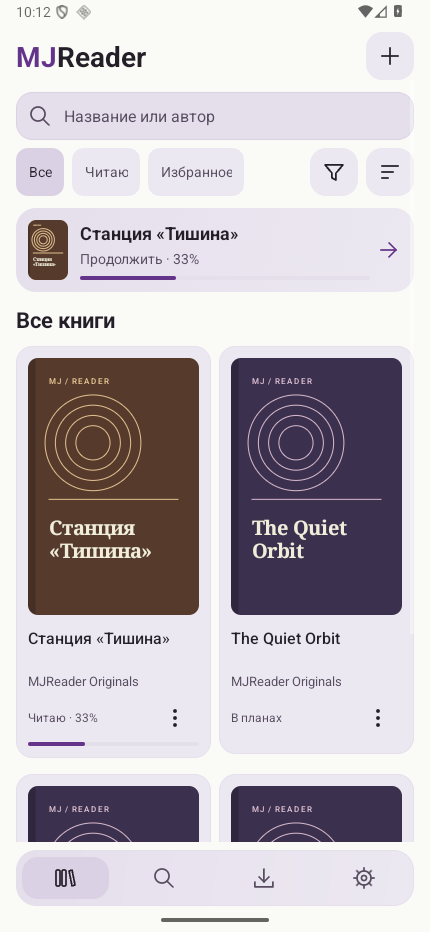 10:12
MJReader
Название или автор
Все
Читаю
Избранное
Станция «Тишина»
Продолжить · 33%
Станция
«Тишина»
Все книги
MJ / READER
Станция
«Тишина»
MJ / READER
The Quiet
Orbit
Станция «Тишина»
The Quiet Orbit
MJReader Originals
MJReader Originals
Читаю · 33%
В планах
MJ / READER
MJ / READER